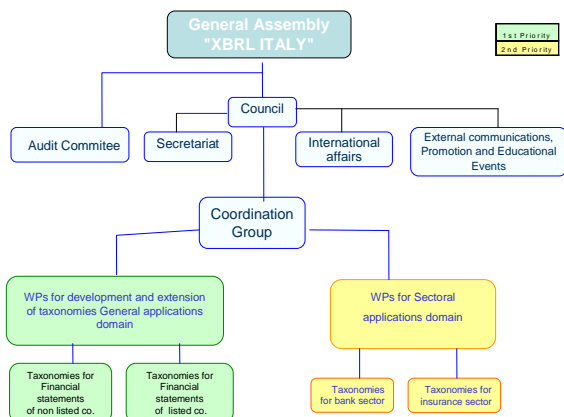 General Assembly
"XBRL ITALY"
1st Priority
2nd Priority
Council
Audit Commitee
Secretariat
International
affairs
External communications,
Promotion and Educational
Events
Coordination
Group
WPs for development and extension
of taxonomies General applications
domain
WPs for Sectoral
applications domain
Taxonomies for
Financial
statements
of non listed co.
Taxonomies for
Financial
statements
of listed co.
Taxonomies
for bank sector
Taxonomies for
insurance sector